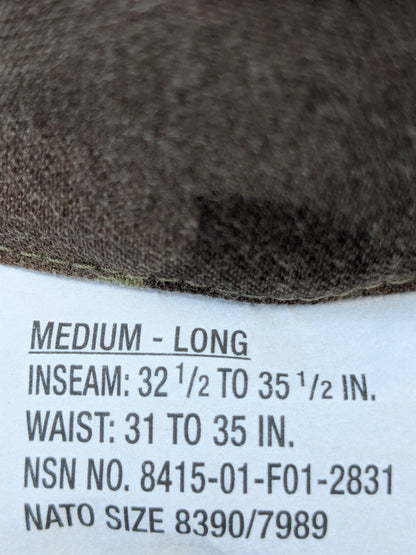 MEDIUM - LONG
INSEAM: 32 1/2 TO 35 1/2 IN.
WAIST: 31 TO 35 IN.
NSN NO. 8415-01-F01-2831
NATO SIZE 8390/7989